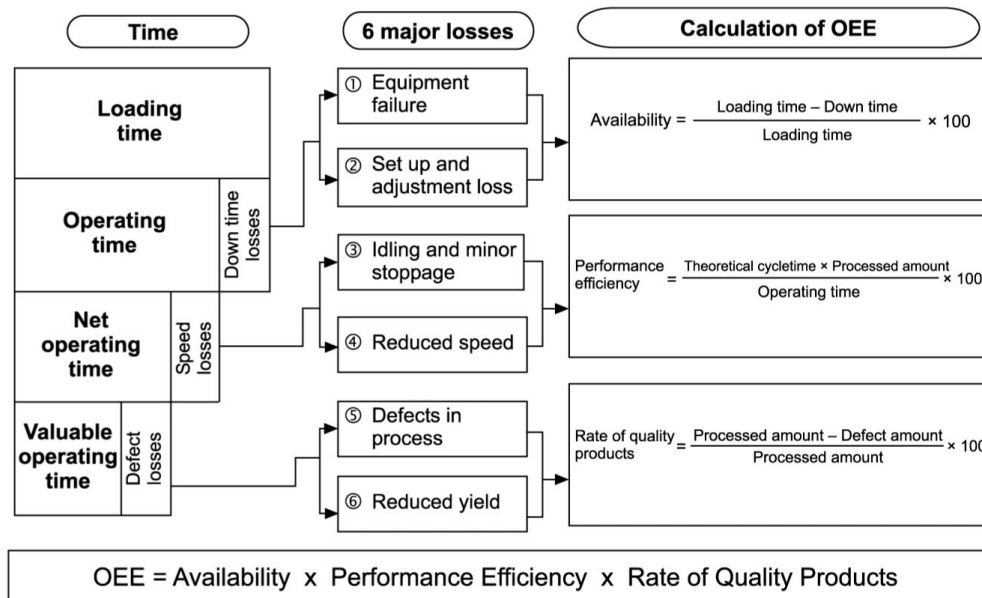 Time
6 major losses
Calculation of OEE
Loading
time
Operating
time
Down time
losses
Net
operating
time
Speed
losses
Valuable
operating
time
Defect
losses
① Equipment
failure
② Set up and
adjustment loss
③ Idling and minor
stoppage
④ Reduced speed
⑤ Defects in
process
⑥ Reduced yield
Availability = Loading time – Down time / Loading time × 100
Performance
efficiency = Theoretical cycletime × Processed amount / Operating time × 100
Rate of quality
products = Processed amount – Defect amount / Processed amount × 100
OEE = Availability x Performance Efficiency x Rate of Quality Products